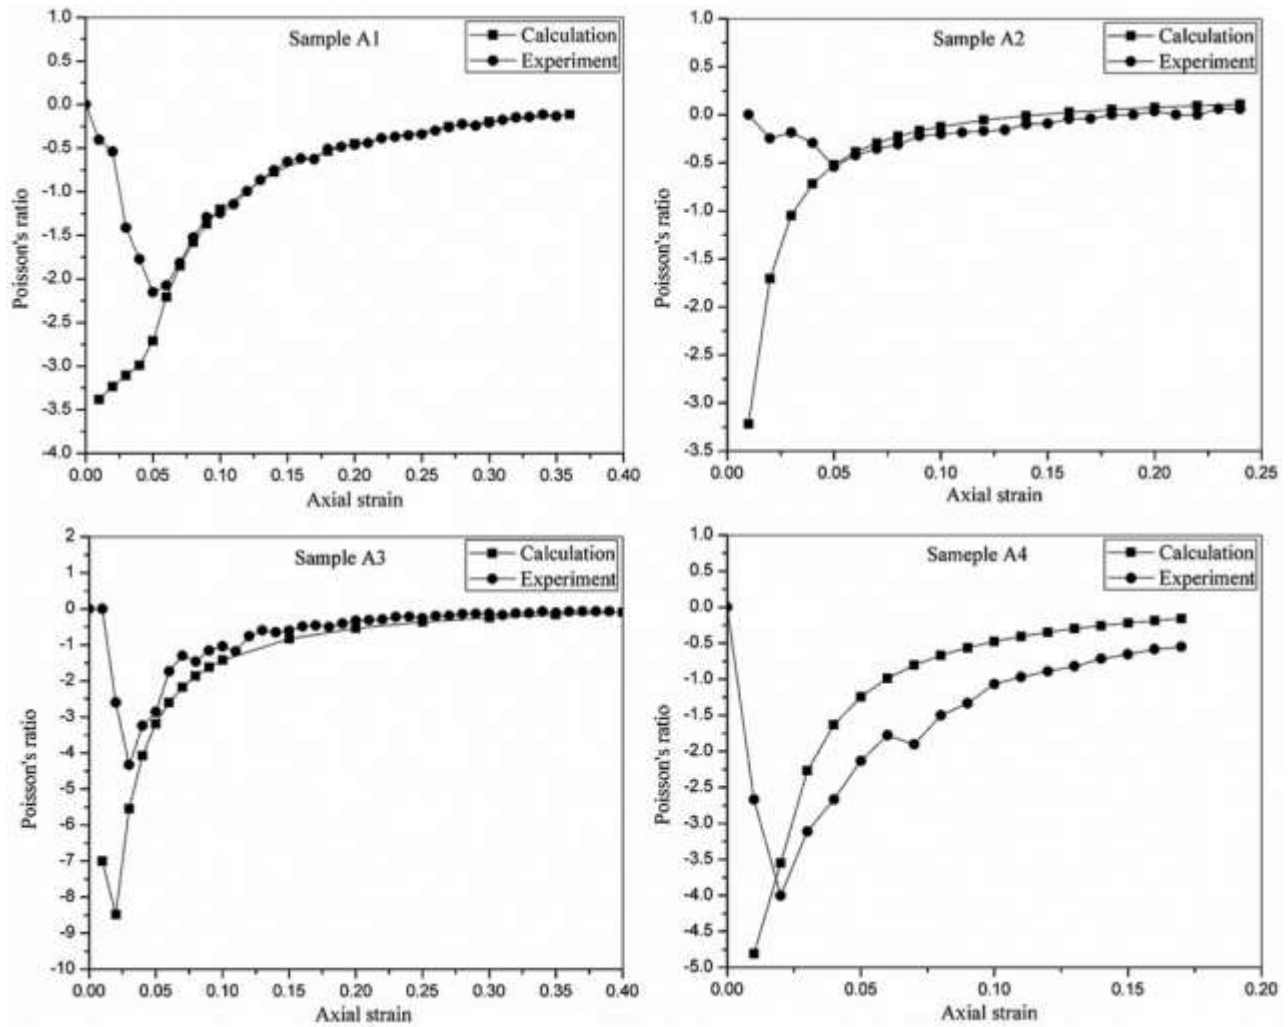 Sample A1
Calculation
Experiment
1.0
0.5
0.0
-0.5
-1.0
-1.5
-2.0
-2.5
-3.0
-3.5
-4.0
Poisson's ratio
0.00 0.05 0.10 0.15 0.20 0.25 0.30 0.35 0.40
Axial strain
Sample A2
Calculation
Experiment
1.0
0.5
0.0
-0.5
-1.0
-1.5
-2.0
-2.5
-3.0
-3.5
Poisson's ratio
0.00 0.05 0.10 0.15 0.20 0.25
Axial strain
Sample A3
Calculation
Experiment
2
1
0
-1
-2
-3
-4
-5
-6
-7
-8
-9
-10
Poisson's ratio
0.00 0.05 0.10 0.15 0.20 0.25 0.30 0.35 0.40
Axial strain
Sameple A4
Calculation
Experiment
1.0
0.5
0.0
-0.5
-1.0
-1.5
-2.0
-2.5
-3.0
-3.5
-4.0
-4.5
-5.0
Poisson's ratio
0.00 0.05 0.10 0.15 0.20
Axial strain